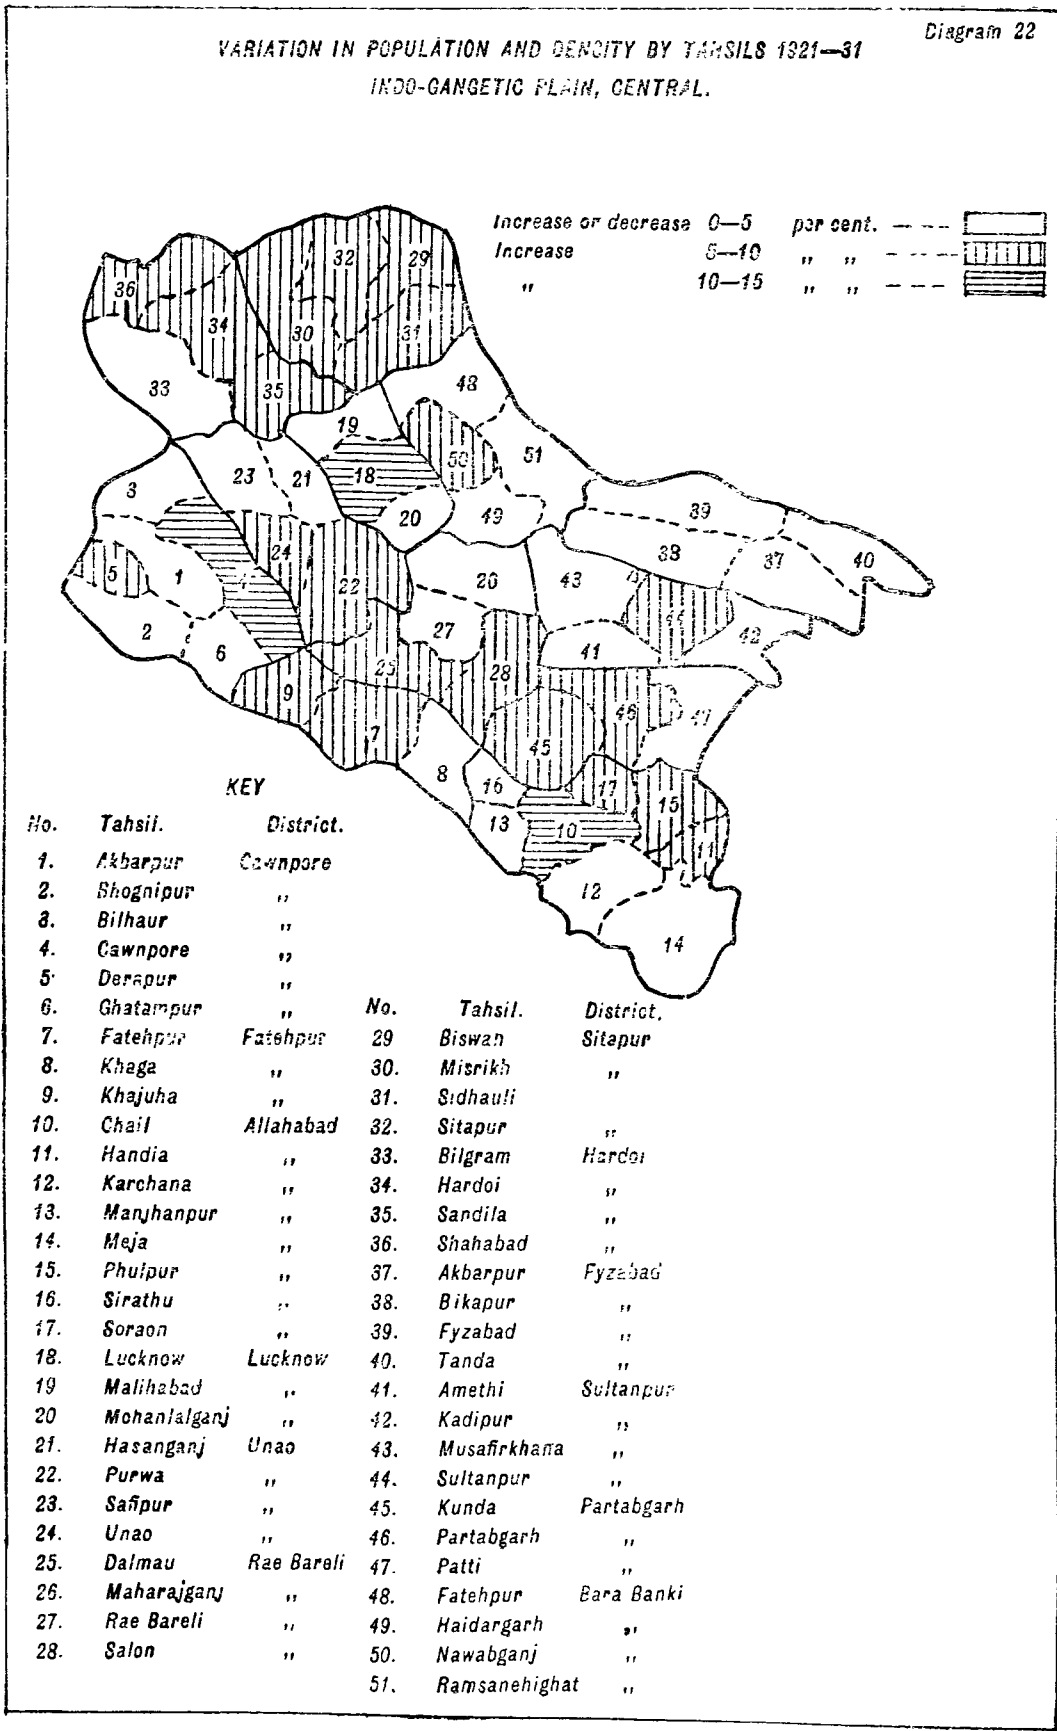 Diagram 22
VARIATION IN POPULATION AND DENSITY BY TAHSILS 1921—31
INDO-GANGETIC PLAIN, CENTRAL.
Increase or decrease 0—5 per cent.
Increase 5—10 „ „
„ 10—15 „ „
32
29
36
34
30
31
33
35
48
19
50
51
23
21
18
3
20
49
39
24
38
5
1
4
22
26
43
37
40
44
2
27
42
6
41
25
28
9
46
47
7
45
8
16
17
15
13
10
11
12
14
KEY
No. Tahsil. District.
1. Akbarpur Cawnpore
2. Bhognipur „
3. Bilhaur „
4. Cawnpore „
5. Derapur „
6. Ghatampur „
7. Fatehpur Fatehpur
8. Khaga „
9. Khajuha „
10. Chail Allahabad
11. Handia „
12. Karchana „
13. Manjhanpur „
14. Meja „
15. Phulpur „
16. Sirathu „
17. Soraon „
18. Lucknow Lucknow
19 Malihabad „
20 Mohanlalganj „
21. Hasanganj Unao
22. Purwa „
23. Safipur „
24. Unao „
25. Dalmau Rae Bareli
26. Maharajganj „
27. Rae Bareli „
28. Salon „
No. Tahsil. District.
29 Biswan Sitapur
30. Misrikh „
31. Sidhauli
32. Sitapur „
33. Bilgram Hardoi
34. Hardoi „
35. Sandila „
36. Shahabad „
37. Akbarpur Fyzabad
38. Bikapur „
39. Fyzabad „
40. Tanda „
41. Amethi Sultanpur
42. Kadipur „
43. Musafirkhana „
44. Sultanpur „
45. Kunda Partabgarh
46. Partabgarh „
47. Patti „
48. Fatehpur Bara Banki
49. Haidargarh „
50. Nawabganj „
51. Ramsanehighat „